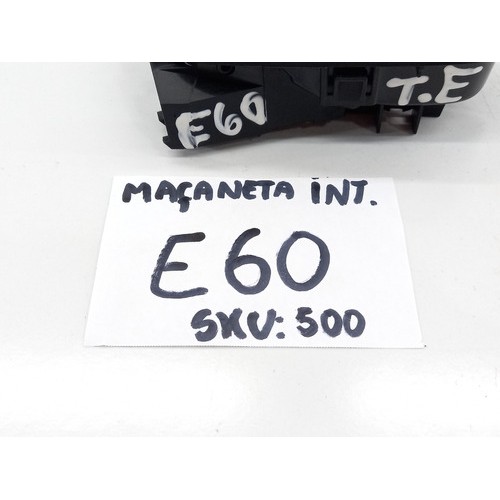 E60 T.E
MAÇANETA INT.
E60
SKU: 500